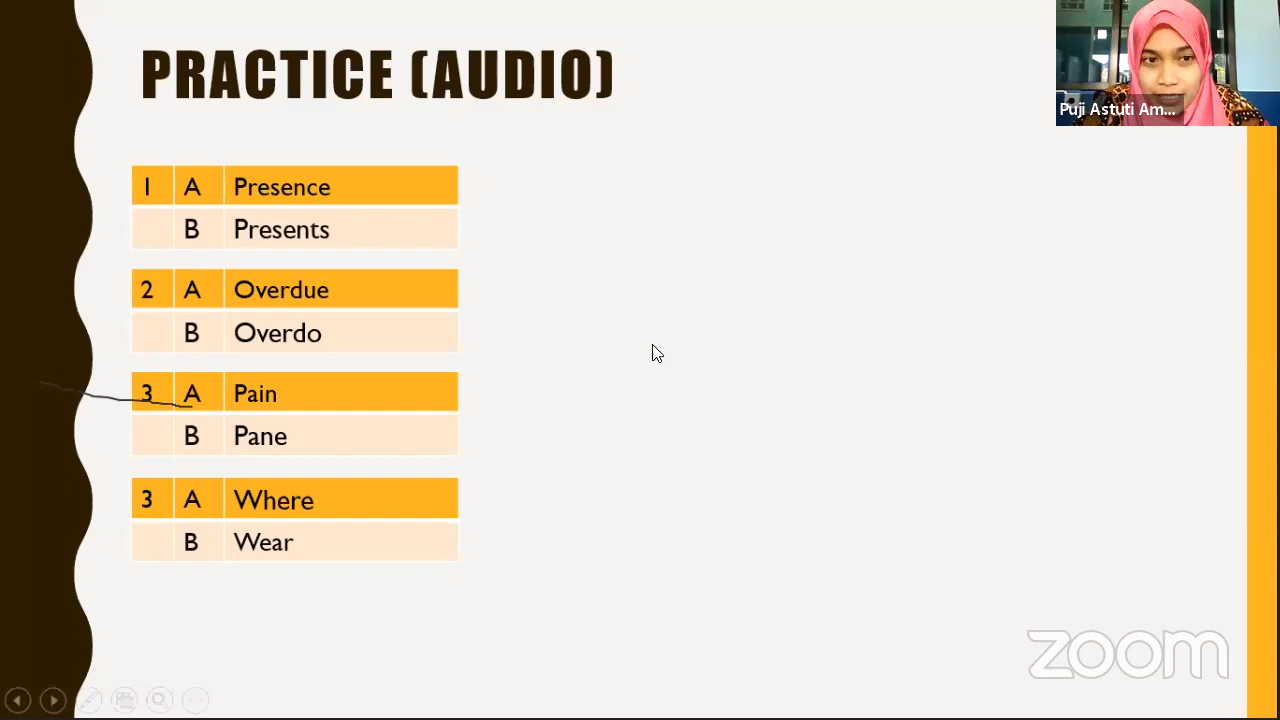 PRACTICE (AUDIO)
Puji Astuti Am...
1 A Presence
B Presents
2 A Overdue
B Overdo
3 A Pain
B Pane
3 A Where
B Wear
zoom